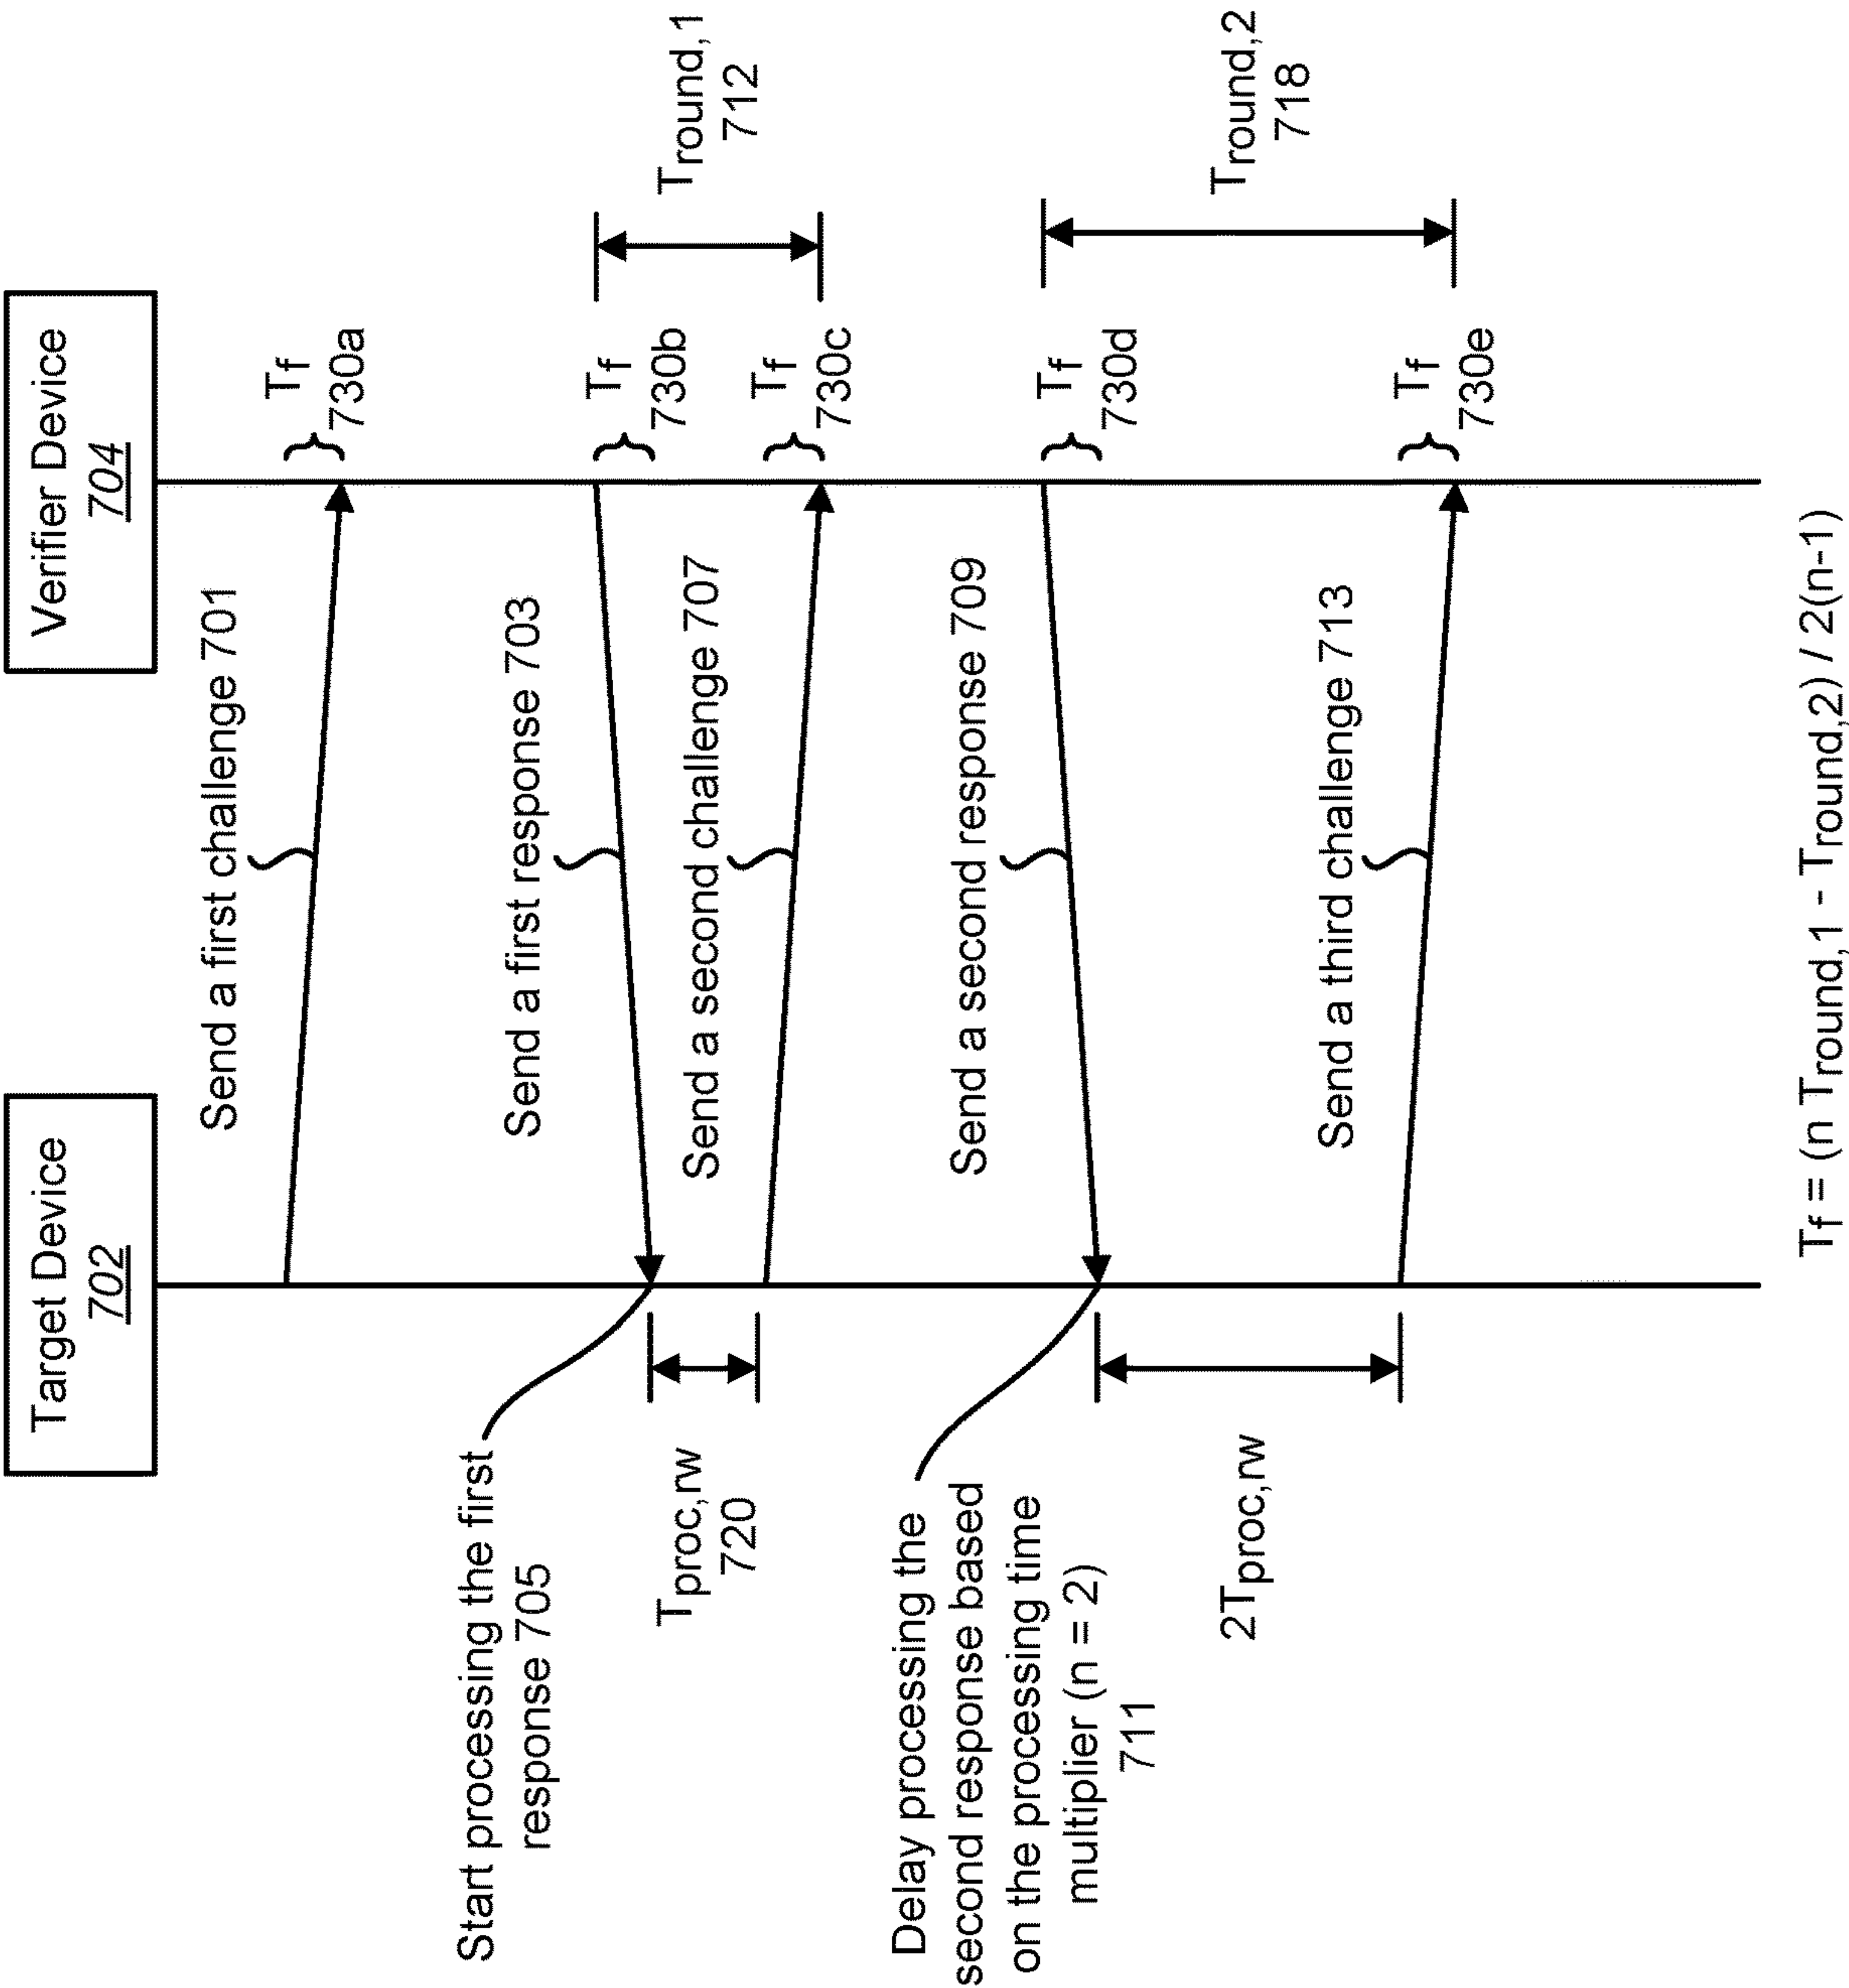 Target Device
702
Verifier Device
704
Send a first challenge 701
Tf
730a
Send a first response 703
Tf
730b
Start processing the first
response 705
Tproc,rw
720
Send a second challenge 707
Tf
730c
Tround,1
712
Send a second response 709
Tf
730d
Delay processing the
second response based
on the processing time
multiplier (n = 2)
711
2Tproc,rw
Send a third challenge 713
Tf
730e
Tround,2
718
Tf = (n Tround,1 - Tround,2) / 2(n-1)